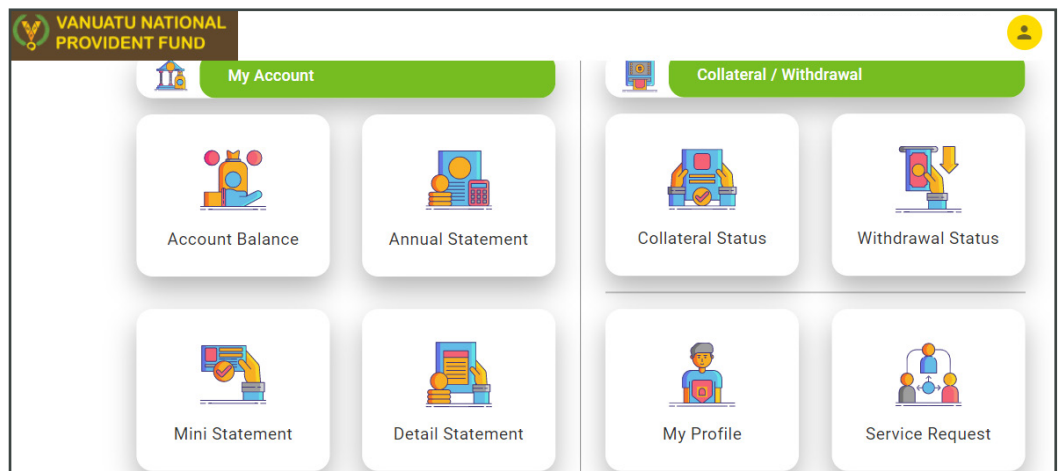 VANUATU NATIONAL
PROVIDENT FUND
My Account
Collateral / Withdrawal
Account Balance
Annual Statement
Collateral Status
Withdrawal Status
Mini Statement
Detail Statement
My Profile
Service Request